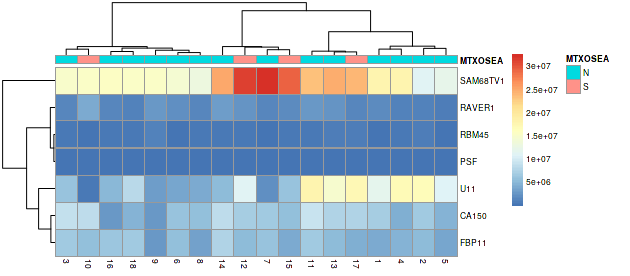 MTXOSEA
SAM68TV1
RAVER1
RBM45
PSF
U11
CA150
FBP11
3 10 16 18 9 6 8 14 12 7 15 11 13 17 1 4 2 5
3e+07
2.5e+07
2e+07
1.5e+07
1e+07
5e+06
MTXOSEA
N
S